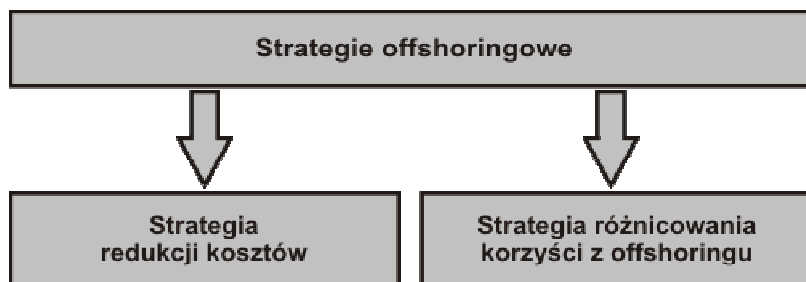 Strategie offshoringowe
Strategia
redukcji kosztów
Strategia różnicowania
korzyści z offshoringu